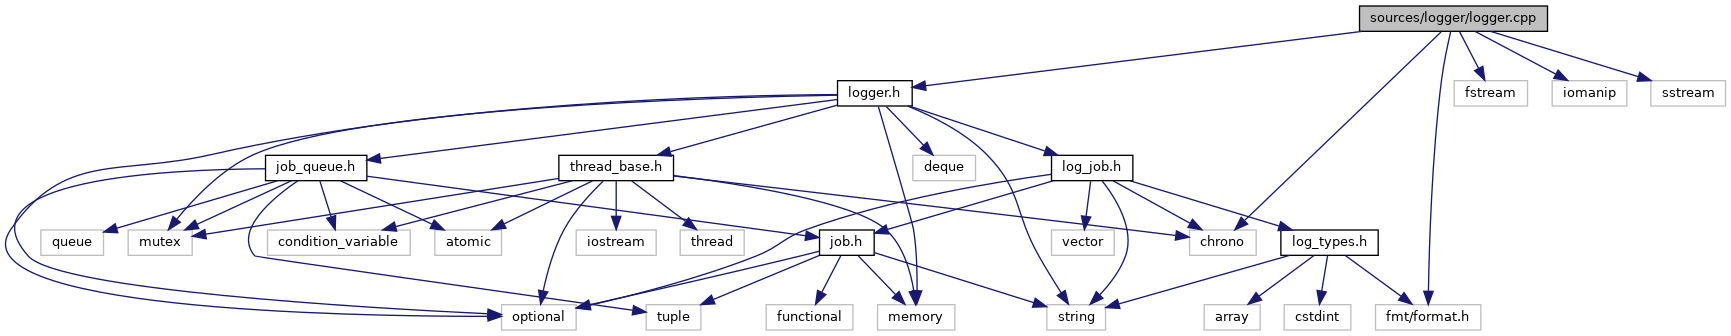 sources/logger/logger.cpp
logger.h
fstream
iomanip
sstream
job_queue.h
thread_base.h
deque
log_job.h
queue
mutex
condition_variable
atomic
iostream
thread
job.h
vector
chrono
log_types.h
optional
tuple
functional
memory
string
array
cstdint
fmt/format.h